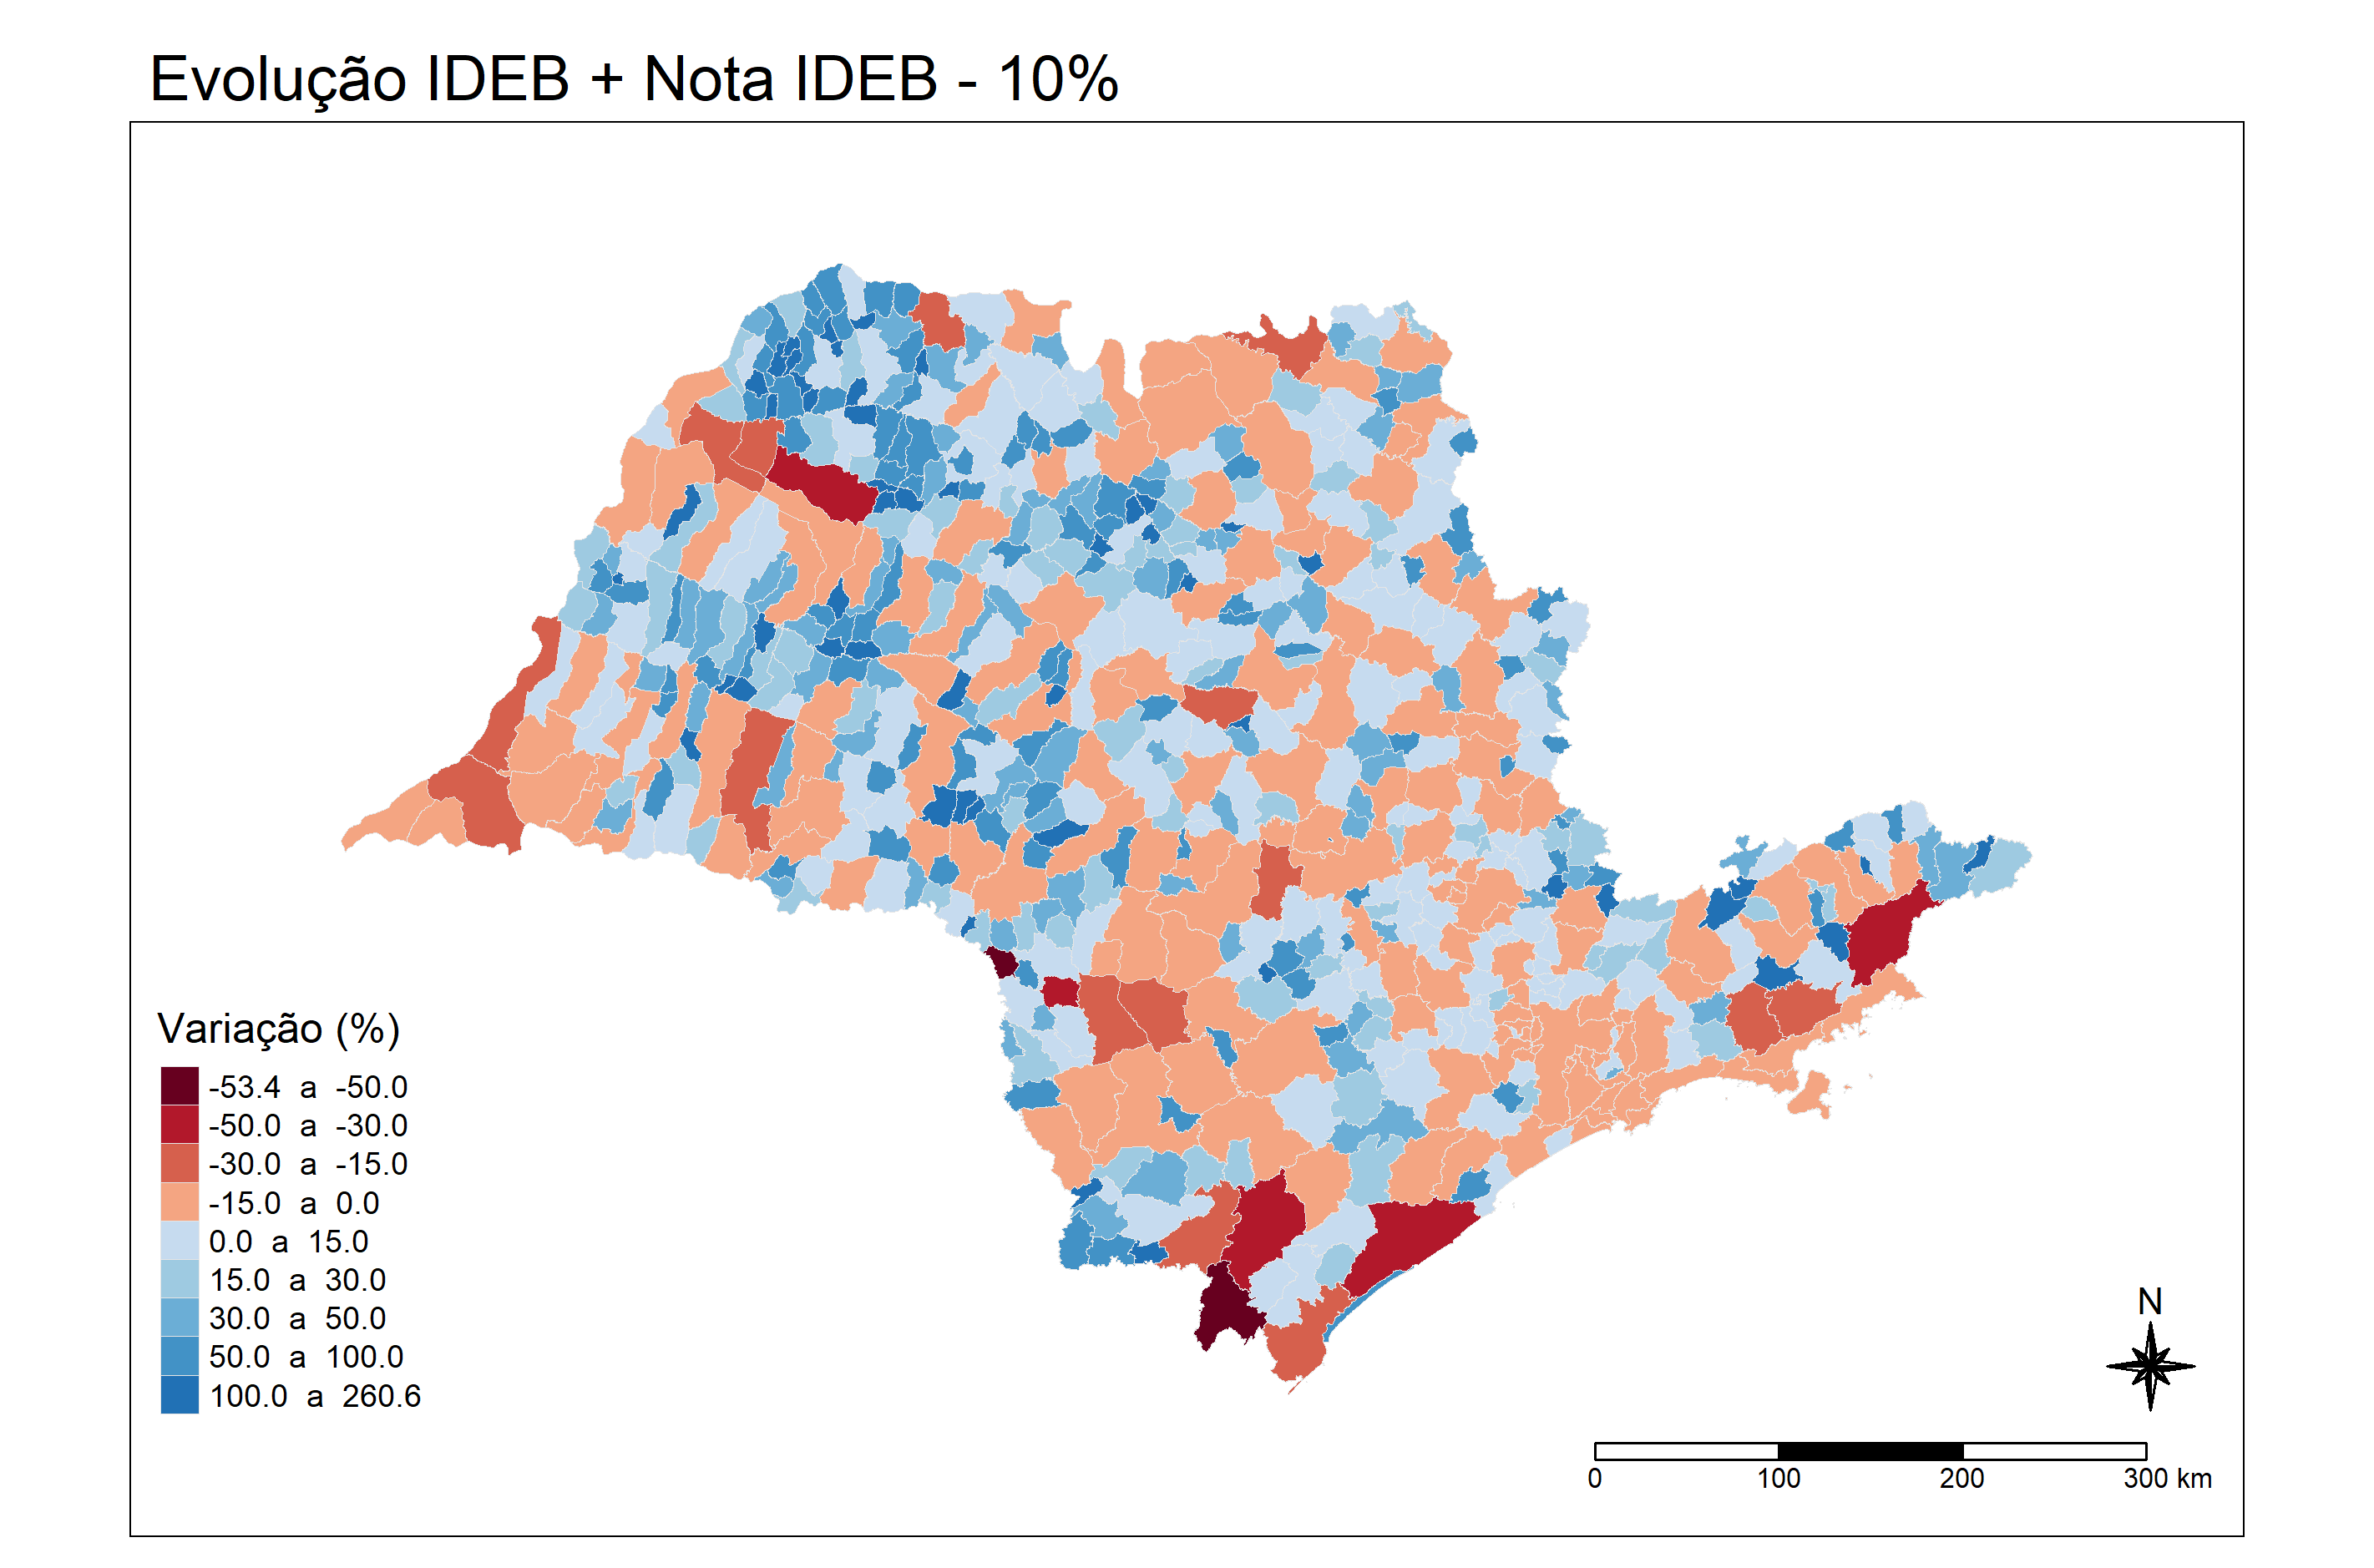 Evolução IDEB + Nota IDEB - 10%
Variação (%)
-53.4 a -50.0
-50.0 a -30.0
-30.0 a -15.0
-15.0 a 0.0
0.0 a 15.0
15.0 a 30.0
30.0 a 50.0
50.0 a 100.0
100.0 a 260.6
N
0 100 200 300 km